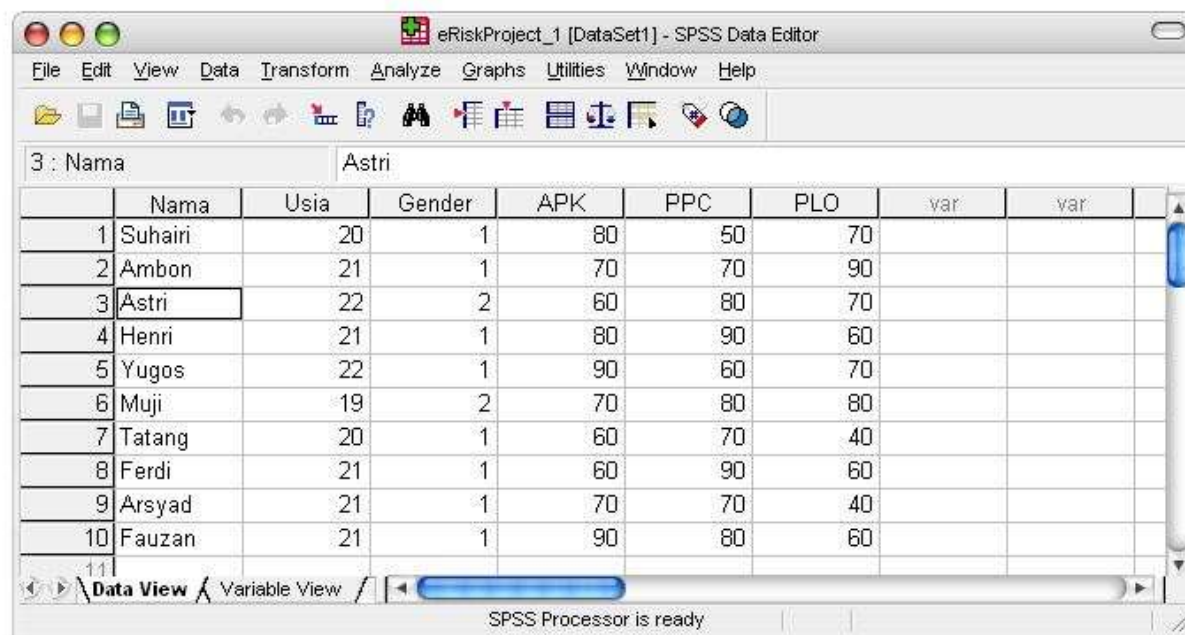 eRiskProject_1 [DataSet1] - SPSS Data Editor
File Edit View Data Transform Analyze Graphs Utilities Window Help
3 : Nama Astri
Nama Usia Gender APK PPC PLO var var
1 Suhairi 20 1 80 50 70
2 Ambon 21 1 70 70 90
3 Astri 22 2 60 80 70
4 Henri 21 1 80 90 60
5 Yugos 22 1 90 60 70
6 Muji 19 2 70 80 80
7 Tatang 20 1 60 70 40
8 Ferdi 21 1 60 90 60
9 Arsyad 21 1 70 70 40
10 Fauzan 21 1 90 80 60
11
Data View Variable View
SPSS Processor is ready